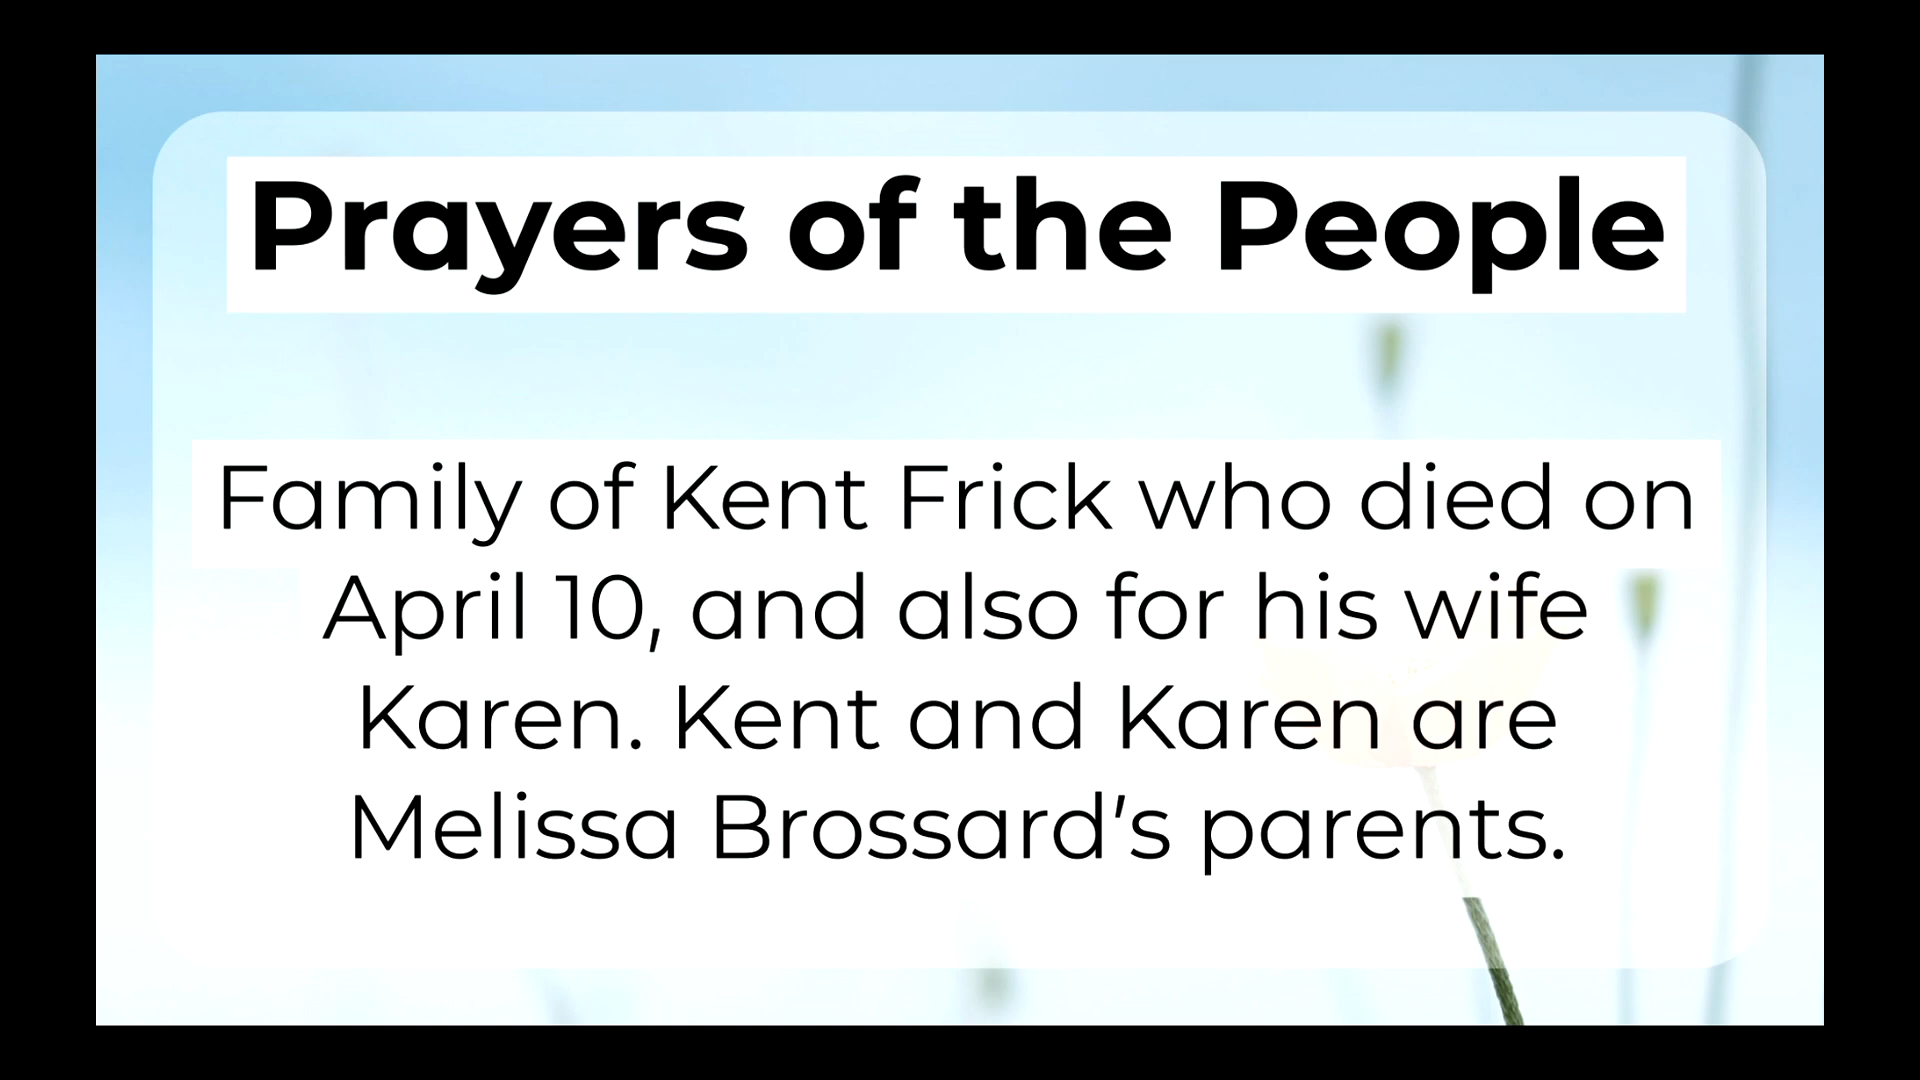 Prayers of the People
Family of Kent Frick who died on
April 10, and also for his wife
Karen. Kent and Karen are
Melissa Brossard's parents.